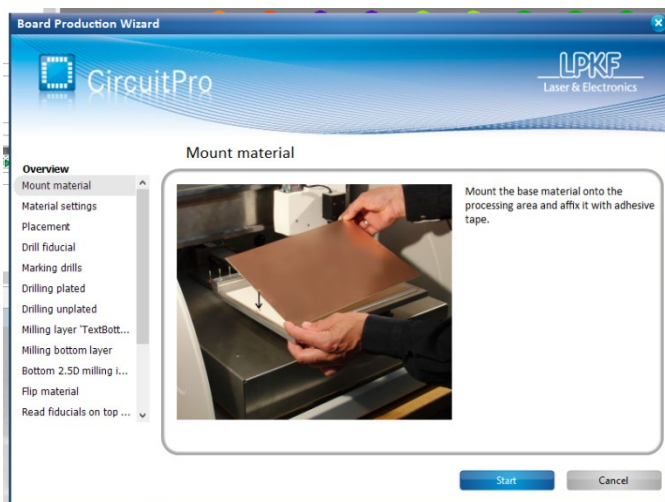 Board Production Wizard
CircuitPro
LPKF
Laser & Electronics
Mount material
Overview
Mount material
Material settings
Placement
Drill fiducial
Marking drills
Drilling plated
Drilling unplated
Milling layer 'TextBott...
Milling bottom layer
Bottom 2.5D milling i...
Flip material
Read fiducials on top ...
Mount the base material onto the
processing area and affix it with adhesive
tape.
Start
Cancel